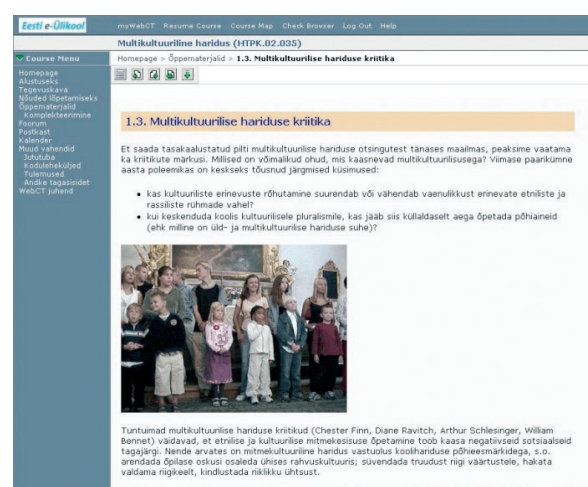 Eesti e-Ülikool
myWebCT Resume Course Course Map Check Browser Log Out Help
Multikultuuriline haridus (HTPK.02.035)
Course Menu
Homepage > Õppematerjalid > 1.3. Multikultuurilise hariduse kriitika
Homepage
Alustuseks
Tegevuskava
Nõuded lõpetamiseks
Õppematerjalid
Komplekteerimine
Foorum
Postkast
Kalender
Muud vahendid
Jututuba
Koduleheküljed
Tulemused
Andke tagasisidet
WebCT juhend
1.3. Multikultuurilise hariduse kriitika
Et saada tasakaalustatud pilti multikultuurilise hariduse otsingutest tänases maailmas, peaksime vaatama
ka kriitikute märkusi. Millised on võimalikud ohud, mis kaasnevad multikultuurilisusega? Viimase paarikümne
aasta poleemikas on keskseks tõusnud järgmised küsimused:
• kas kultuuriliste erinevuste rõhutamine suurendab või vähendab vaenulikkust erinevate etniliste ja
rassiliste rühmade vahel?
• kui keskenduda koolis kultuurilisele pluralismile, kas jääb siis küllaldaselt aega õpetada põhiaineid
(ehk milline on üld- ja multikultuurilise hariduse suhe)?
Tuntuimad multikultuurilise hariduse kriitikud (Chester Finn, Diane Ravitch, Arthur Schlesinger, William
Bennet) väidavad, et etnilise ja kultuurilise mitmekesisuse õpetamine toob kaasa negatiivseid sotsiaalseid
tagajärgi. Nende arvates on mitmekultuuriline haridus vastuolus koolihariduse põhieesmärkidega, s.o.
arendada õpilase oskusi osaleda ühises rahvuskultuuris; süvendada truudust riigi väärtustele, hakata
valdama riigikeelt, kindlustada riiklikku ühtsust.